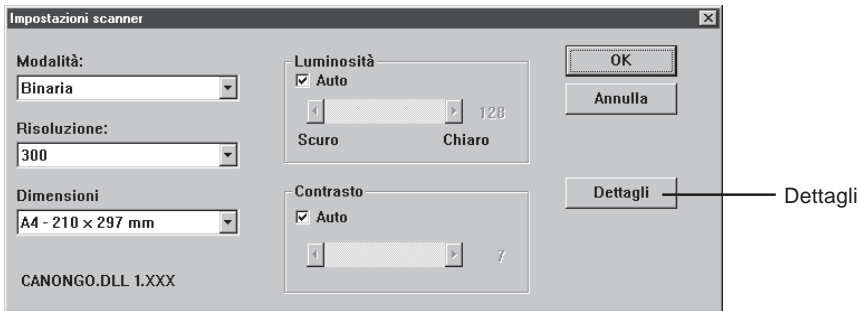 Impostazioni scanner
Modalità:
Binaria
Risoluzione:
300
Dimensioni
A4 - 210 x 297 mm
CANONGO.DLL 1.XXX
Luminosità
Auto
128
Scuro Chiaro
Contrasto
Auto
7
OK
Annulla
Dettagli
Dettagli